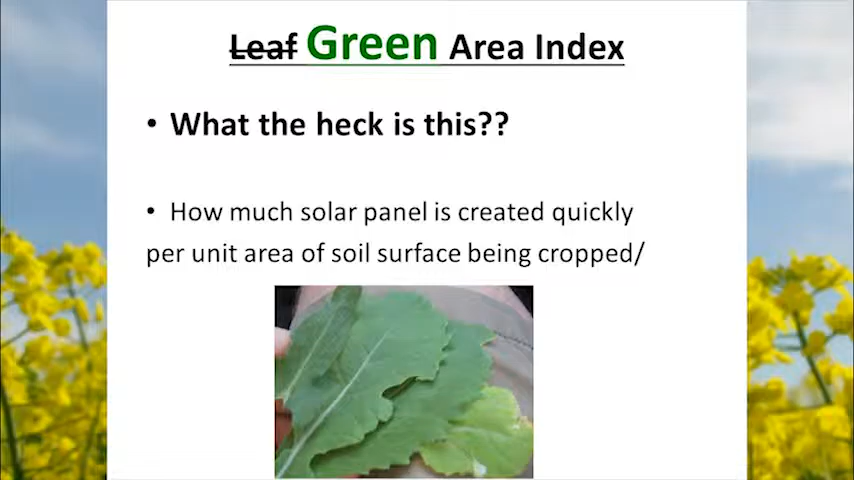 Leaf Green Area Index
• What the heck is this??
• How much solar panel is created quickly
per unit area of soil surface being cropped/